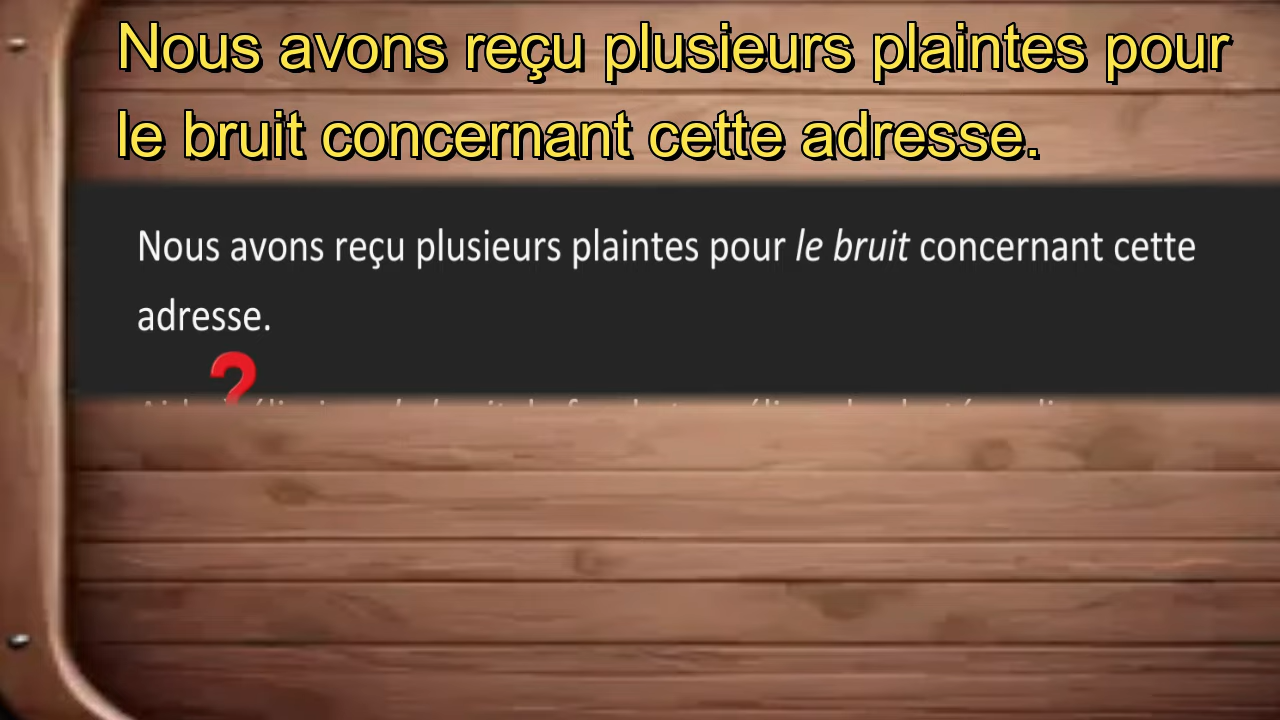 Nous avons reçu plusieurs plaintes pour
le bruit concernant cette adresse.
Nous avons reçu plusieurs plaintes pour le bruit concernant cette
adresse.